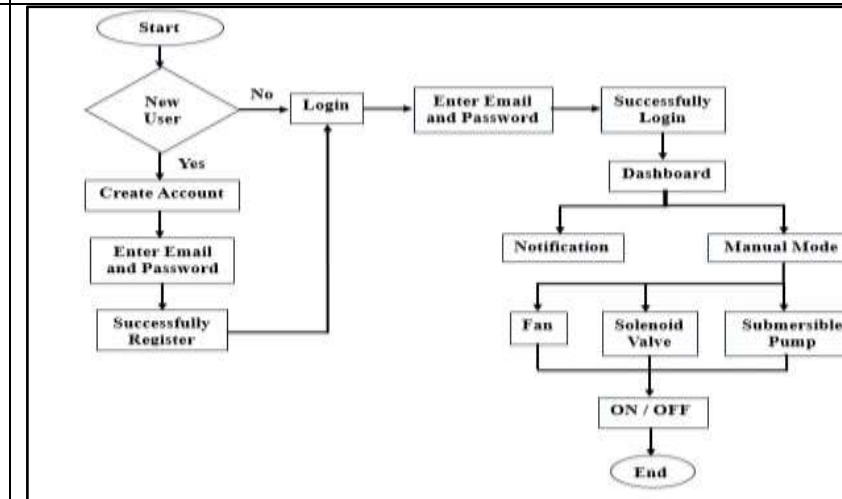 Start
New
User
No
Login
Enter Email
and Password
Successfully
Login
Yes
Create Account
Dashboard
Enter Email
and Password
Notification
Manual Mode
Successfully
Register
Fan
Solenoid
Valve
Submersible
Pump
ON / OFF
End